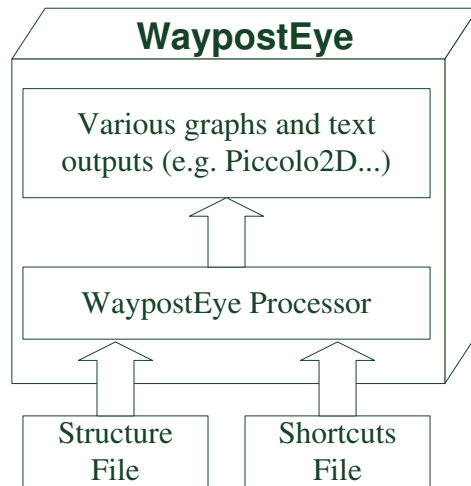 WaypostEye
Various graphs and text
outputs (e.g. Piccolo2D...)
WaypostEye Processor
Structure
File
Shortcuts
File